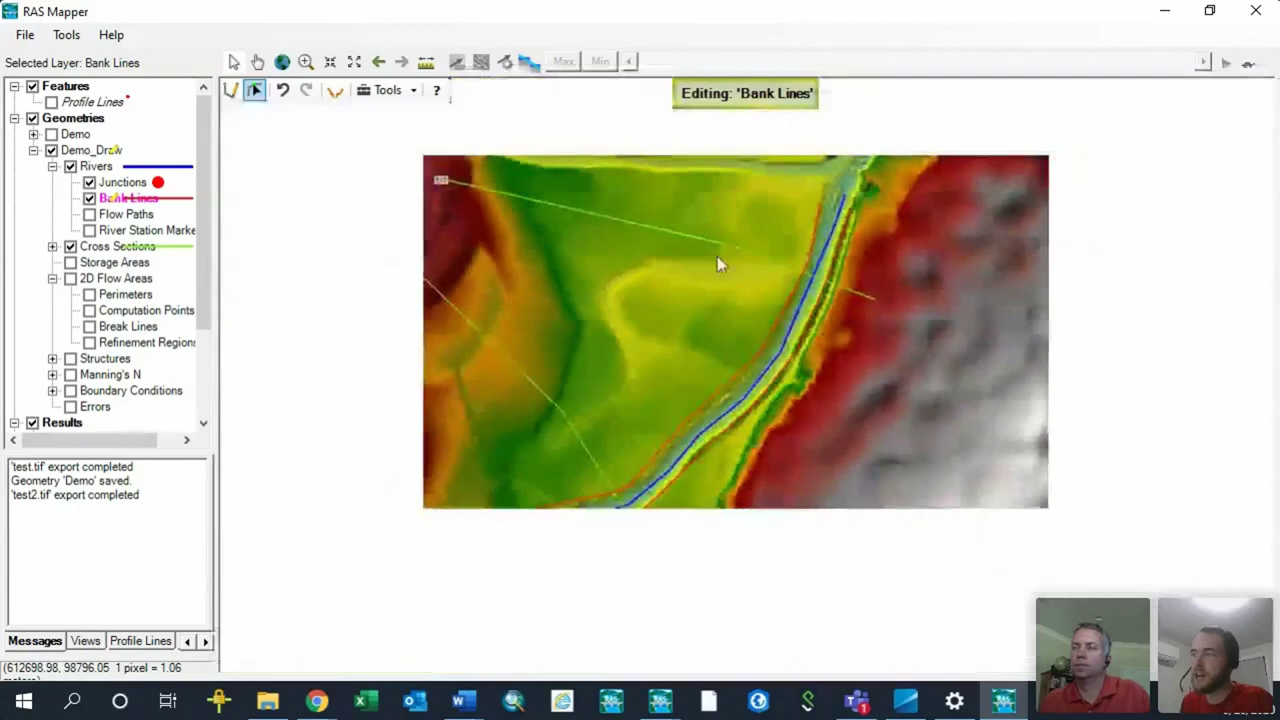 RAS Mapper
File Tools Help
Selected Layer: Bank Lines
Max Min
Features
Profile Lines
Geometries
Demo
Demo_Draw
Rivers
Junctions
Bank Lines
Flow Paths
River Station Marke
Cross Sections
Storage Areas
2D Flow Areas
Perimeters
Computation Points
Break Lines
Refinement Regions
Structures
Manning's N
Boundary Conditions
Errors
Results
Tools ?
Editing: 'Bank Lines'
'test.tif' export completed
Geometry 'Demo' saved.
'test2.tif' export completed
Messages Views Profile Lines
(612698.98, 98796.05 1 pixel = 1.06